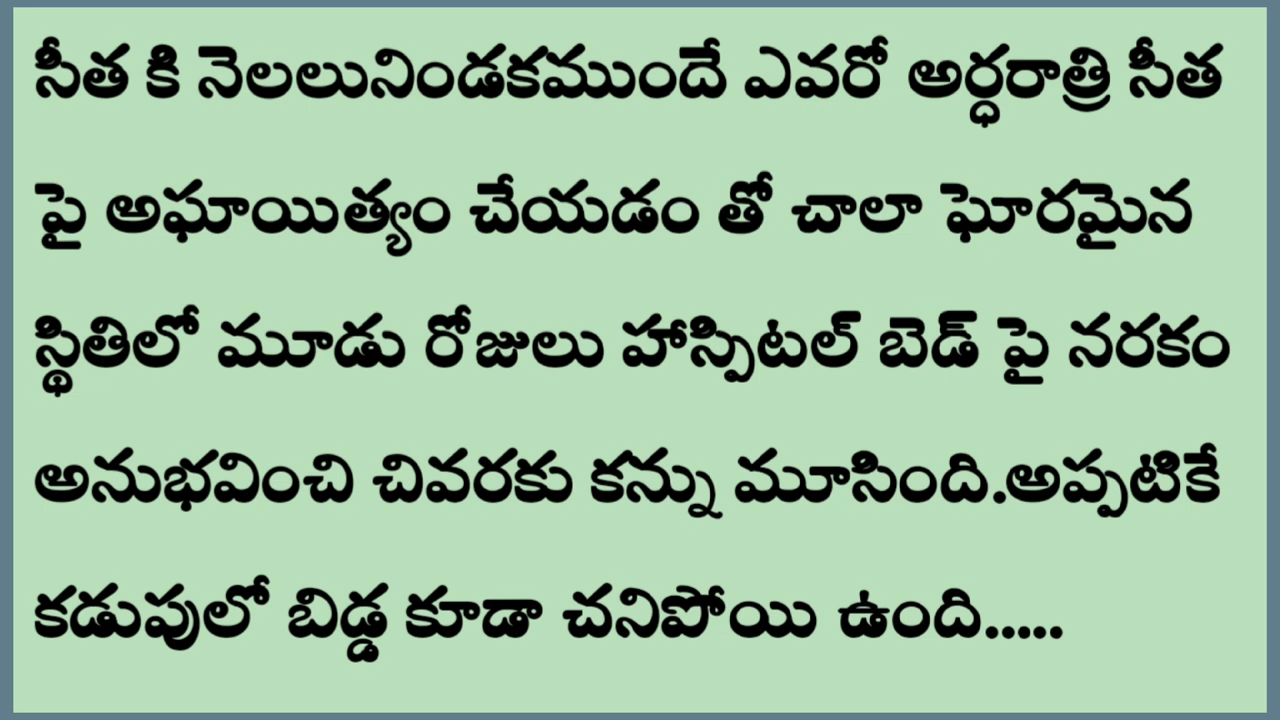 సీత కి నెలలునిండకముందే ఎవరో అర్ధరాత్రి సీత
పై అఘాయిత్యం చేయడం తో చాలా ఘోరమైన
స్థితిలో మూడు రోజులు హాస్పిటల్ బెడ్ పై నరకం
అనుభవించి చివరకు కన్ను మూసింది.అప్పటికే
కడుపులో బిడ్డ కూడా చనిపోయి ఉంది.....